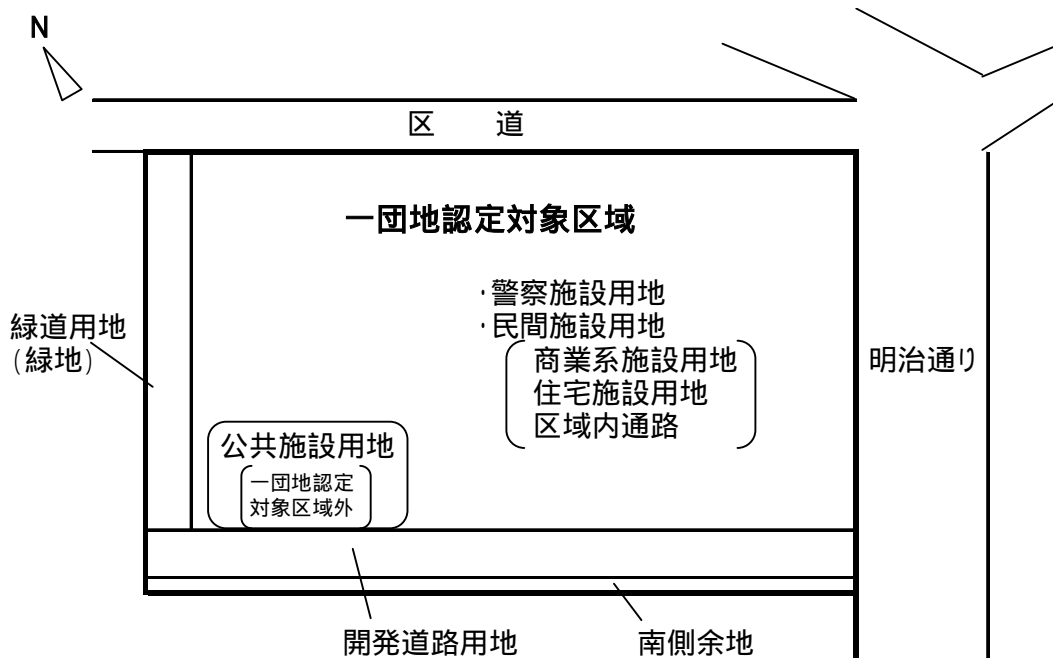 N
区 道
一団地認定対象区域
・警察施設用地
・民間施設用地
商業系施設用地
住宅施設用地
区域内通路
緑道用地
(緑地)
明治通り
公共施設用地
一団地認定
対象区域外
開発道路用地
南側余地